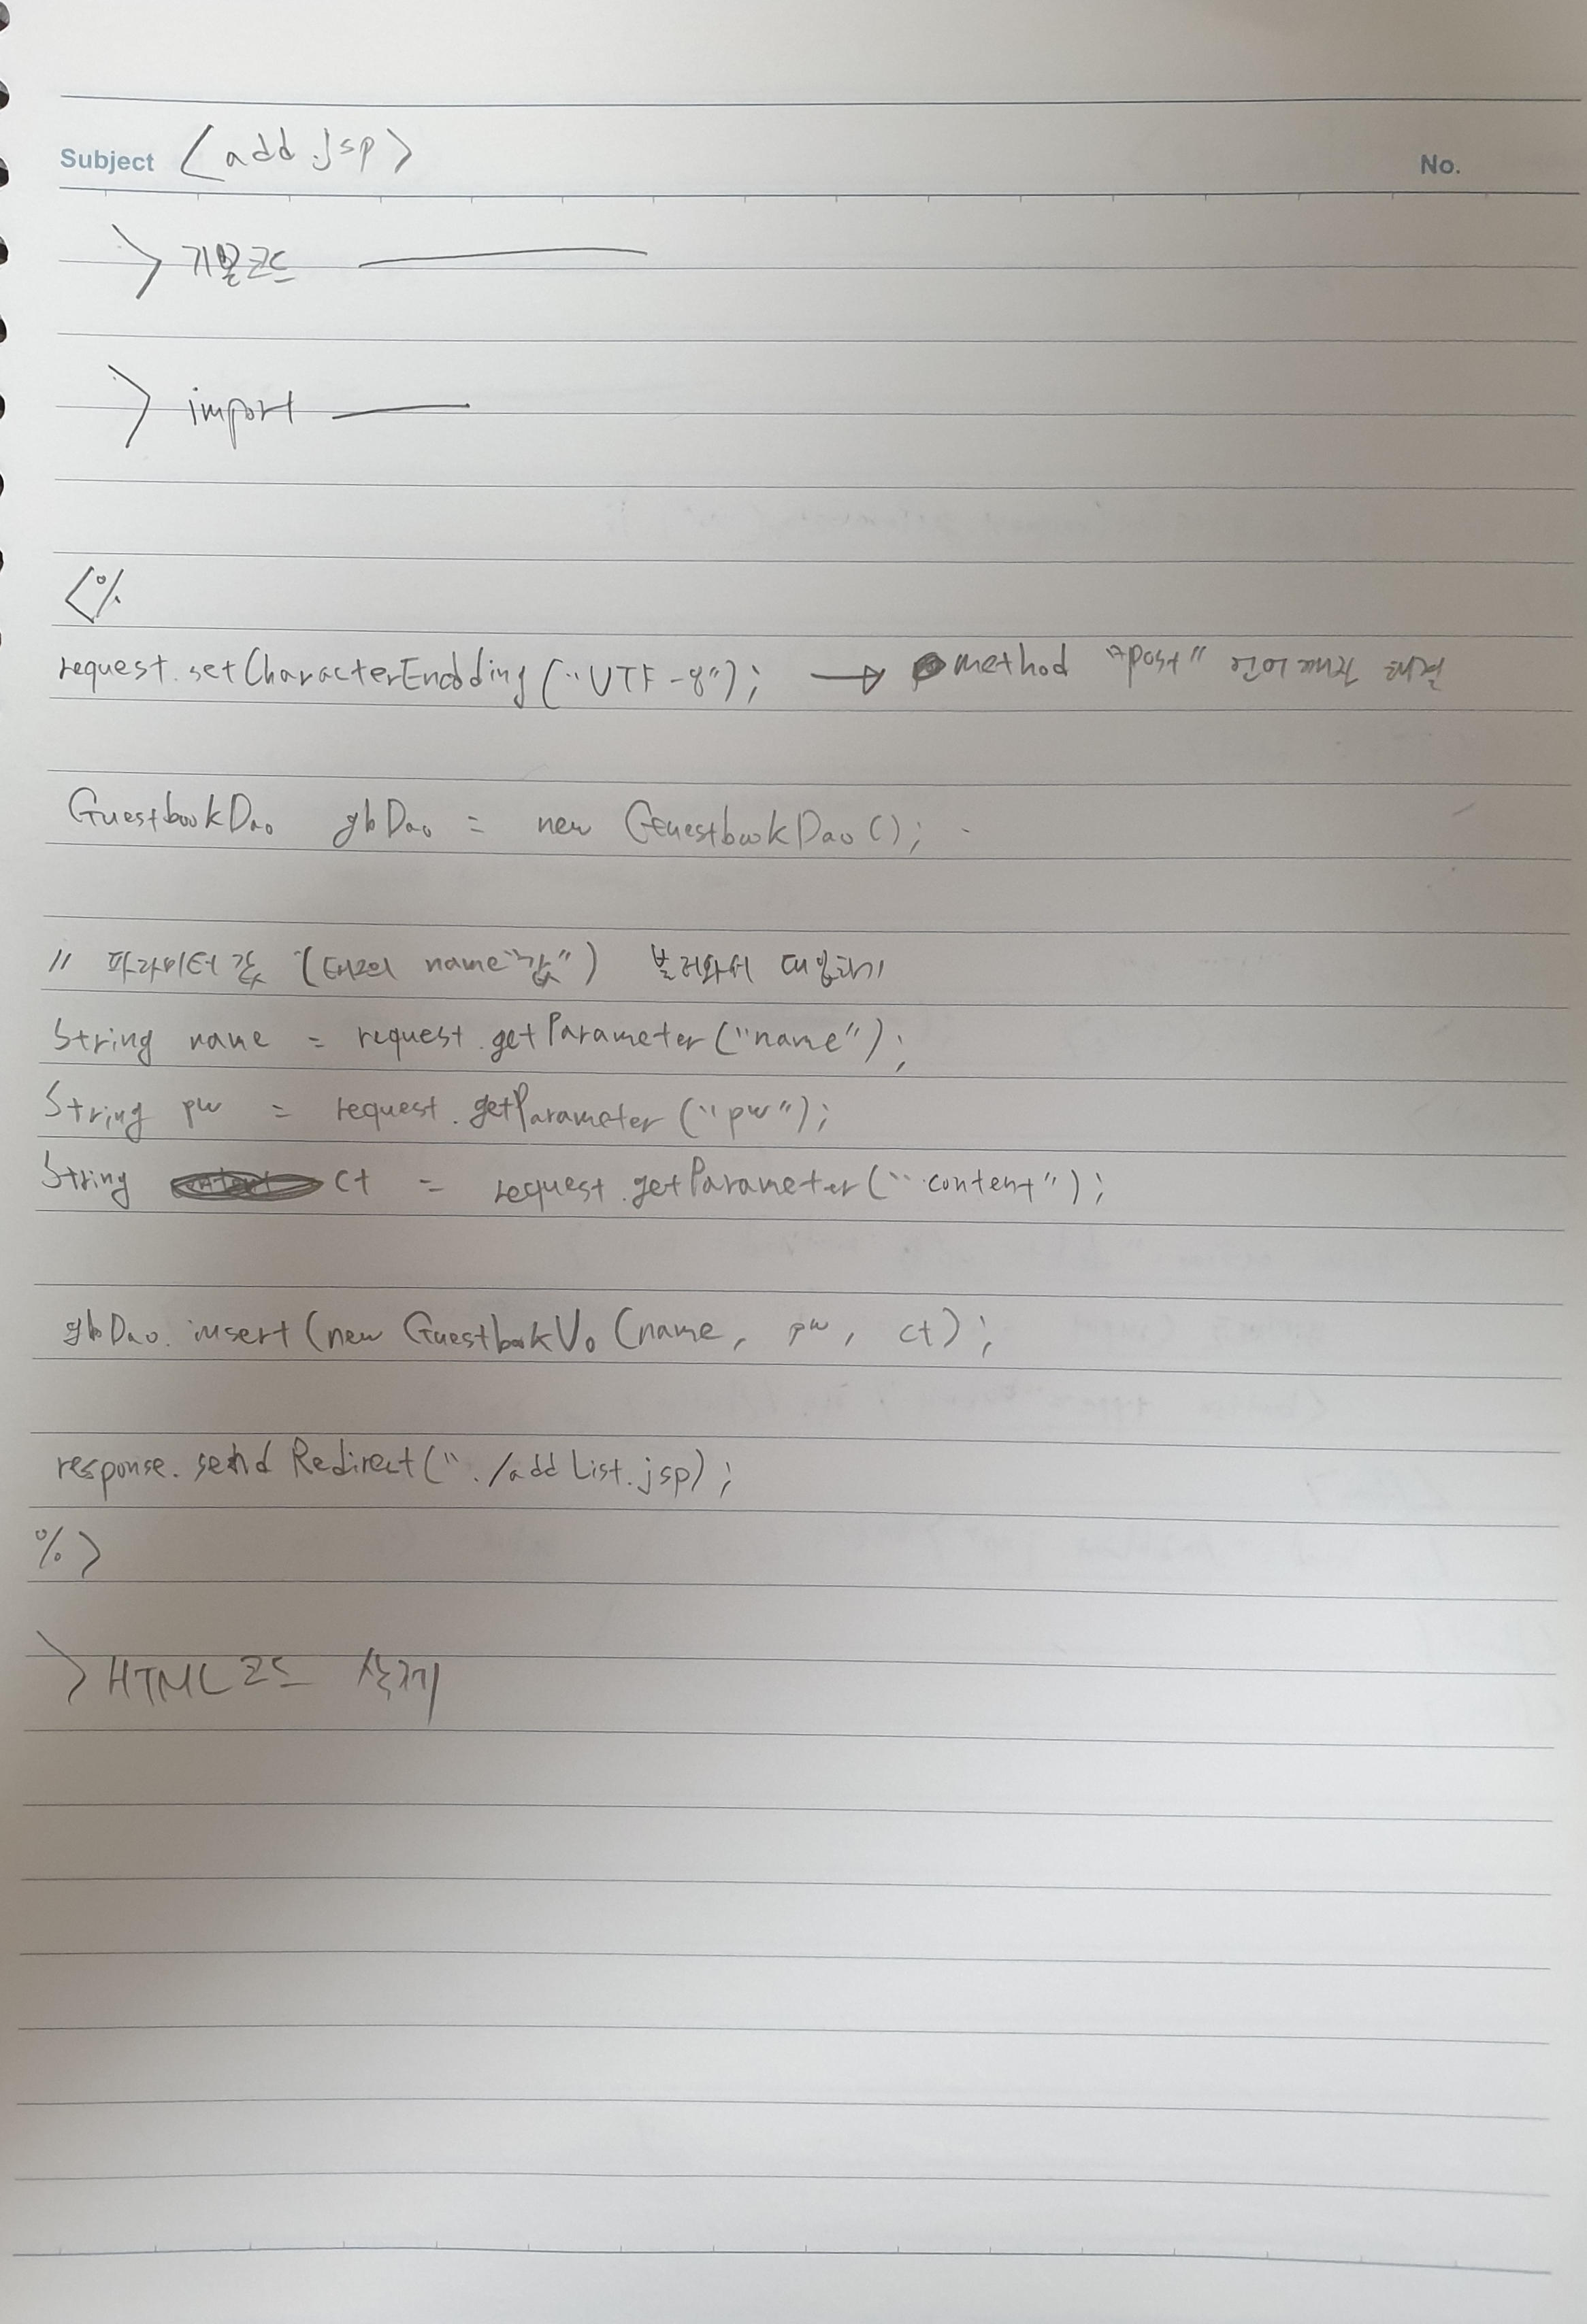 Subject <add.jsp> No.
> 기본코드
> import
<%
request.setCharacterEncodding("UTF-8"); → method "post" 언어깨짐 해결
GuestbookDao gbDao = new GuestbookDao();
// 파라미터 값 (태그의 name"값") 불러와서 대입하기
String name = request.getParameter("name");
String pw = request.getParameter("pw");
String ct = request.getParameter("content");
gbDao.insert(new GuestbookVo(name, pw, ct);
response.sendRedirect("./addList.jsp);
%>
> HTML코드 삭제